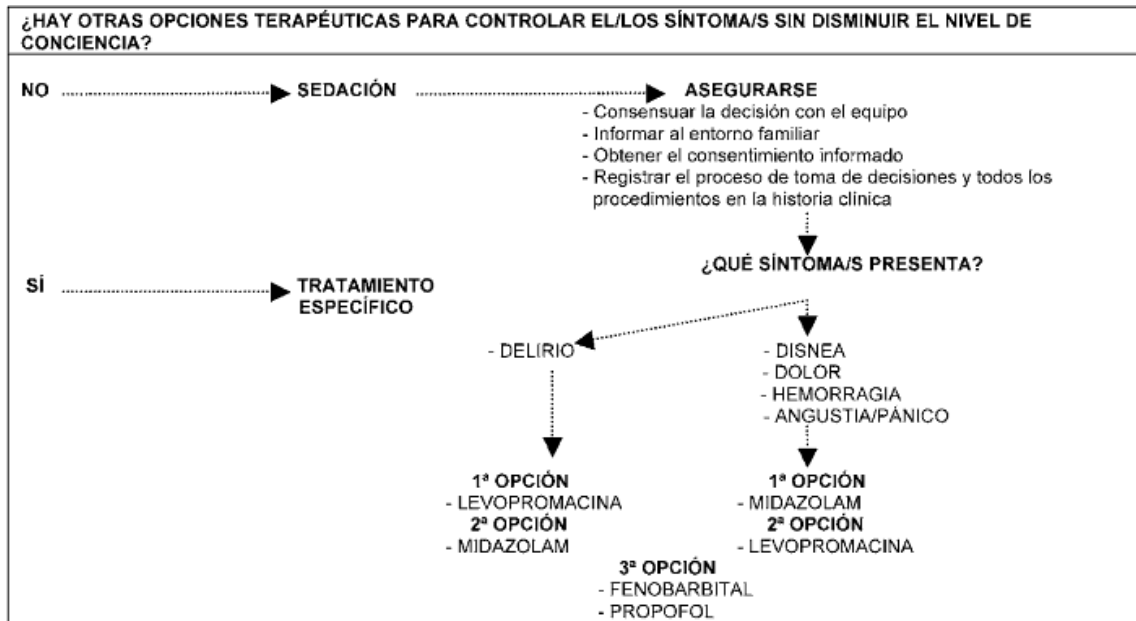 ¿HAY OTRAS OPCIONES TERAPÉUTICAS PARA CONTROLAR EL/LOS SÍNTOMA/S SIN DISMINUIR EL NIVEL DE
CONCIENCIA?
NO
SEDACIÓN
ASEGURARSE
- Consensuar la decisión con el equipo
- Informar al entorno familiar
- Obtener el consentimiento informado
- Registrar el proceso de toma de decisiones y todos los
procedimientos en la historia clínica
¿QUÉ SÍNTOMA/S PRESENTA?
SÍ
TRATAMIENTO
ESPECÍFICO
- DELIRIO
- DISNEA
- DOLOR
- HEMORRAGIA
- ANGUSTIA/PÁNICO
1ª OPCIÓN
- LEVOPROMACINA
2ª OPCIÓN
- MIDAZOLAM
1ª OPCIÓN
- MIDAZOLAM
2ª OPCIÓN
- LEVOPROMACINA
3ª OPCIÓN
- FENOBARBITAL
- PROPOFOL